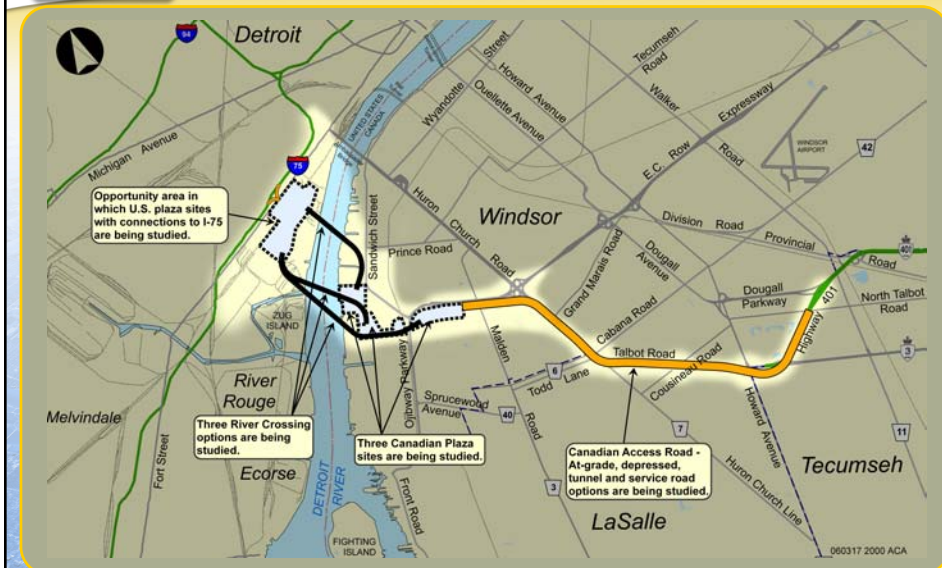 94
Detroit
Michigan Avenue
75
UNITED STATES
CANADA
Wyandotte
Street
Howard Avenue
Ouellette Avenue
Tecumseh
Road
Walker
Road
E.C. Row
Expressway
WINDSOR
AIRPORT
42
Opportunity area in
which U.S. plaza sites
with connections to I-75
are being studied.
Sandwich Street
Huron
Church
Road
Windsor
Prince Road
Division Road
Provincial
Road
401
Grand Marais Road
Dougall
Avenue
Dougall
Parkway
North Talbot
Road
Highway 401
ZUG
ISLAND
Ojibway Parkway
Malden
Road
Cabana Road
Talbot Road
Cousineau Road
3
6
Todd Lane
River
Rouge
Melvindale
Three River Crossing
options are being
studied.
Three Canadian Plaza
sites are being studied.
Sprucewood
Avenue
40
7
Howard Avenue
11
Fort Street
Ecorse
DETROIT
RIVER
Front Road
3
Canadian Access Road -
At-grade, depressed,
tunnel and service road
options are being studied.
Huron Church Line
Tecumseh
LaSalle
FIGHTING
ISLAND
060317 2000 ACA